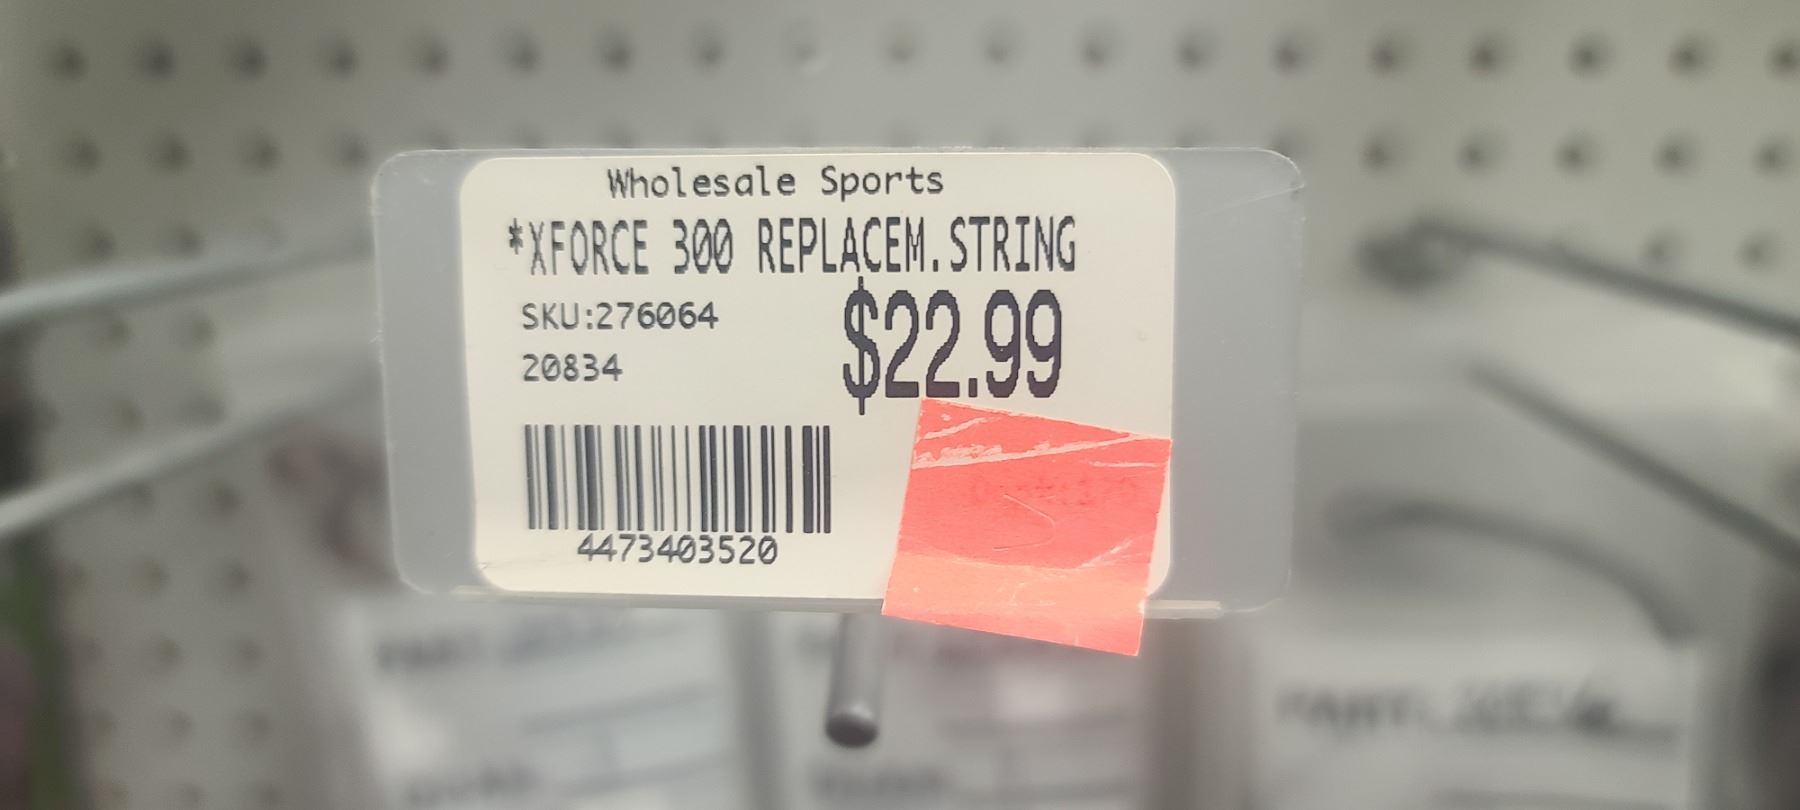 Wholesale Sports
*XFORCE 300 REPLACEM.STRING
SKU:276064
$22.99
20834
4473403520